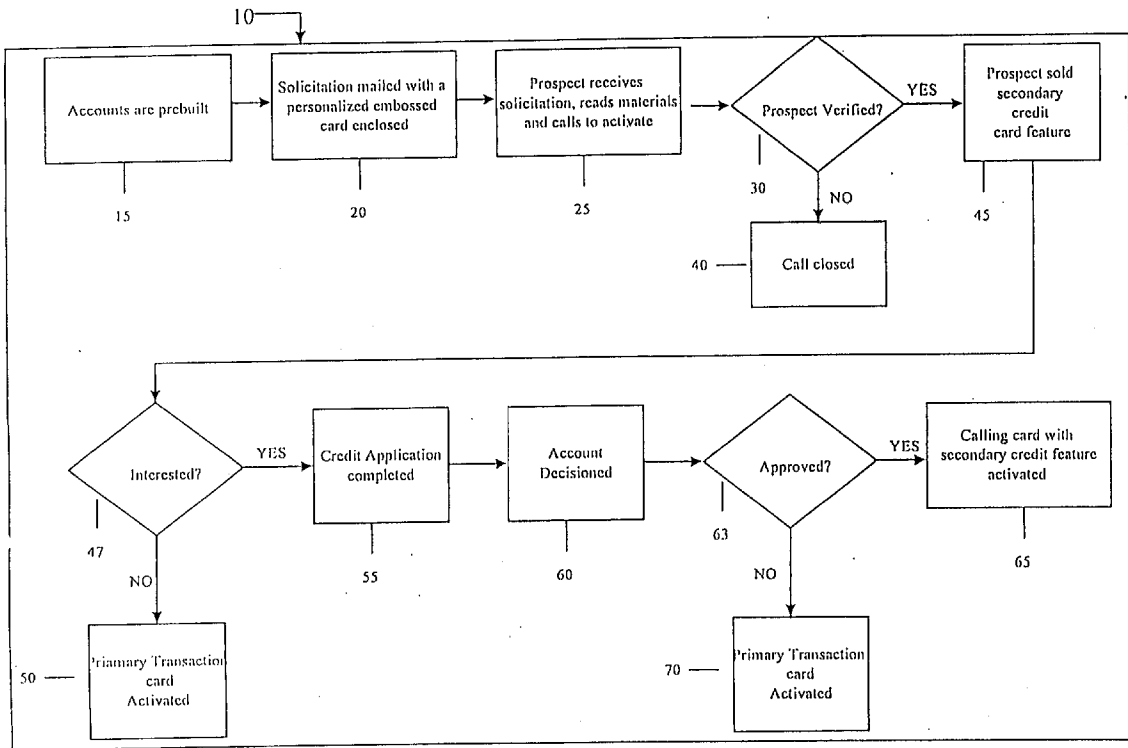 10
Accounts are prebuilt
Solicitation mailed with a
personalized embossed
card enclosed
Prospect receives
solicitation, reads materials
and calls to activate
Prospect Verified?
YES
Prospect sold
secondary
credit
card feature
15
20
25
30
NO
45
40
Call closed
Interested?
YES
Credit Application
completed
Account
Decisioned
Approved?
YES
Calling card with
secondary credit feature
activated
47
55
60
63
65
NO
NO
50
Priamary Transaction
card
Activated
70
Primary Transaction
card
Activated